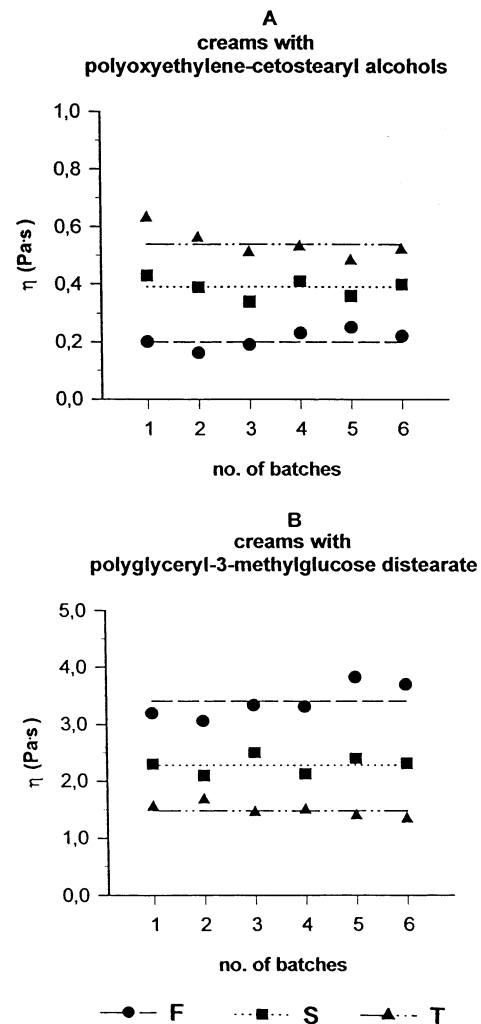 A
creams with
polyoxyethylene-cetostearyl alcohols
1,0
0,8
0,6
0,4
0,2
0,0
η (Pa·s)
1 2 3 4 5 6
no. of batches
B
creams with
polyglyceryl-3-methylglucose distearate
5,0
4,0
3,0
2,0
1,0
0,0
η (Pa·s)
1 2 3 4 5 6
no. of batches
F S T